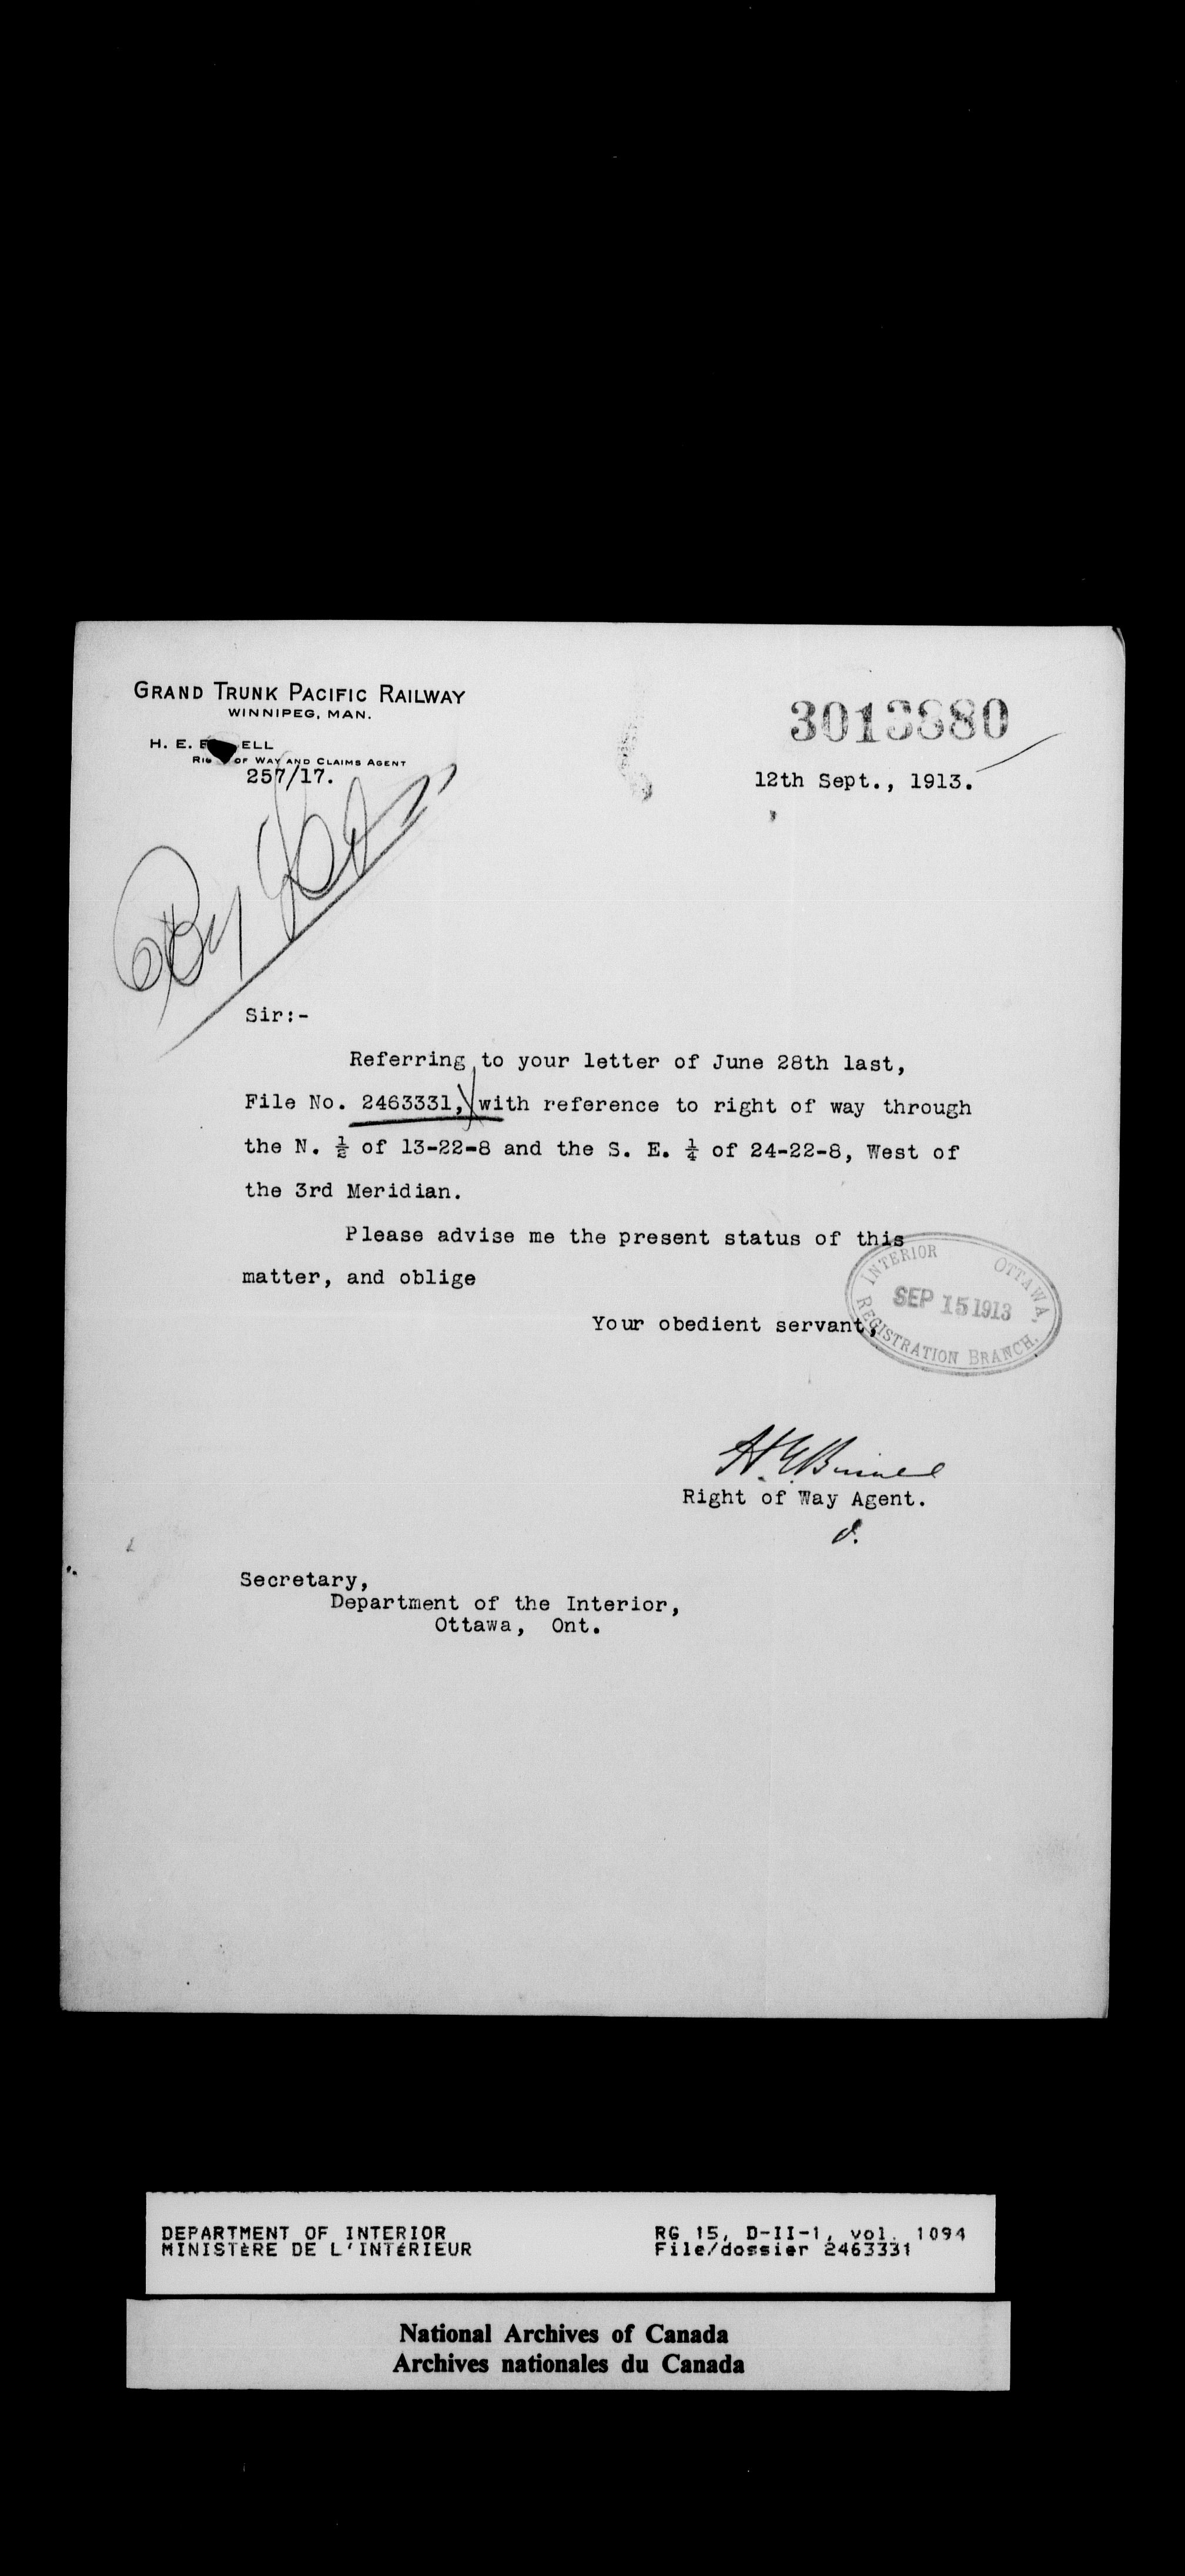 GRAND TRUNK PACIFIC RAILWAY
WINNIPEG, MAN.
3013380
H. E.
OF WAY AND CLAIMS AGENT
257/17.
12th Sept., 1913.
Sir:-
Referring to your letter of June 28th last,
File No. 2463331, with reference to right of way through
the N. ½ of 13-22-8 and the S. E. ¼ of 24-22-8, West of
the 3rd Meridian.
Please advise me the present status of this
matter, and oblige
INTERIOR OTTAWA,
SEP 15 1913
REGISTRATION BRANCH.
Your obedient servant,
Right of Way Agent.
Secretary,
Department of the Interior,
Ottawa, Ont.
DEPARTMENT OF INTERIOR
MINISTÈRE DE L'INTÉRIEUR
RG 15, D-II-1, vol. 1094
File/dossier 2463331
National Archives of Canada
Archives nationales du Canada